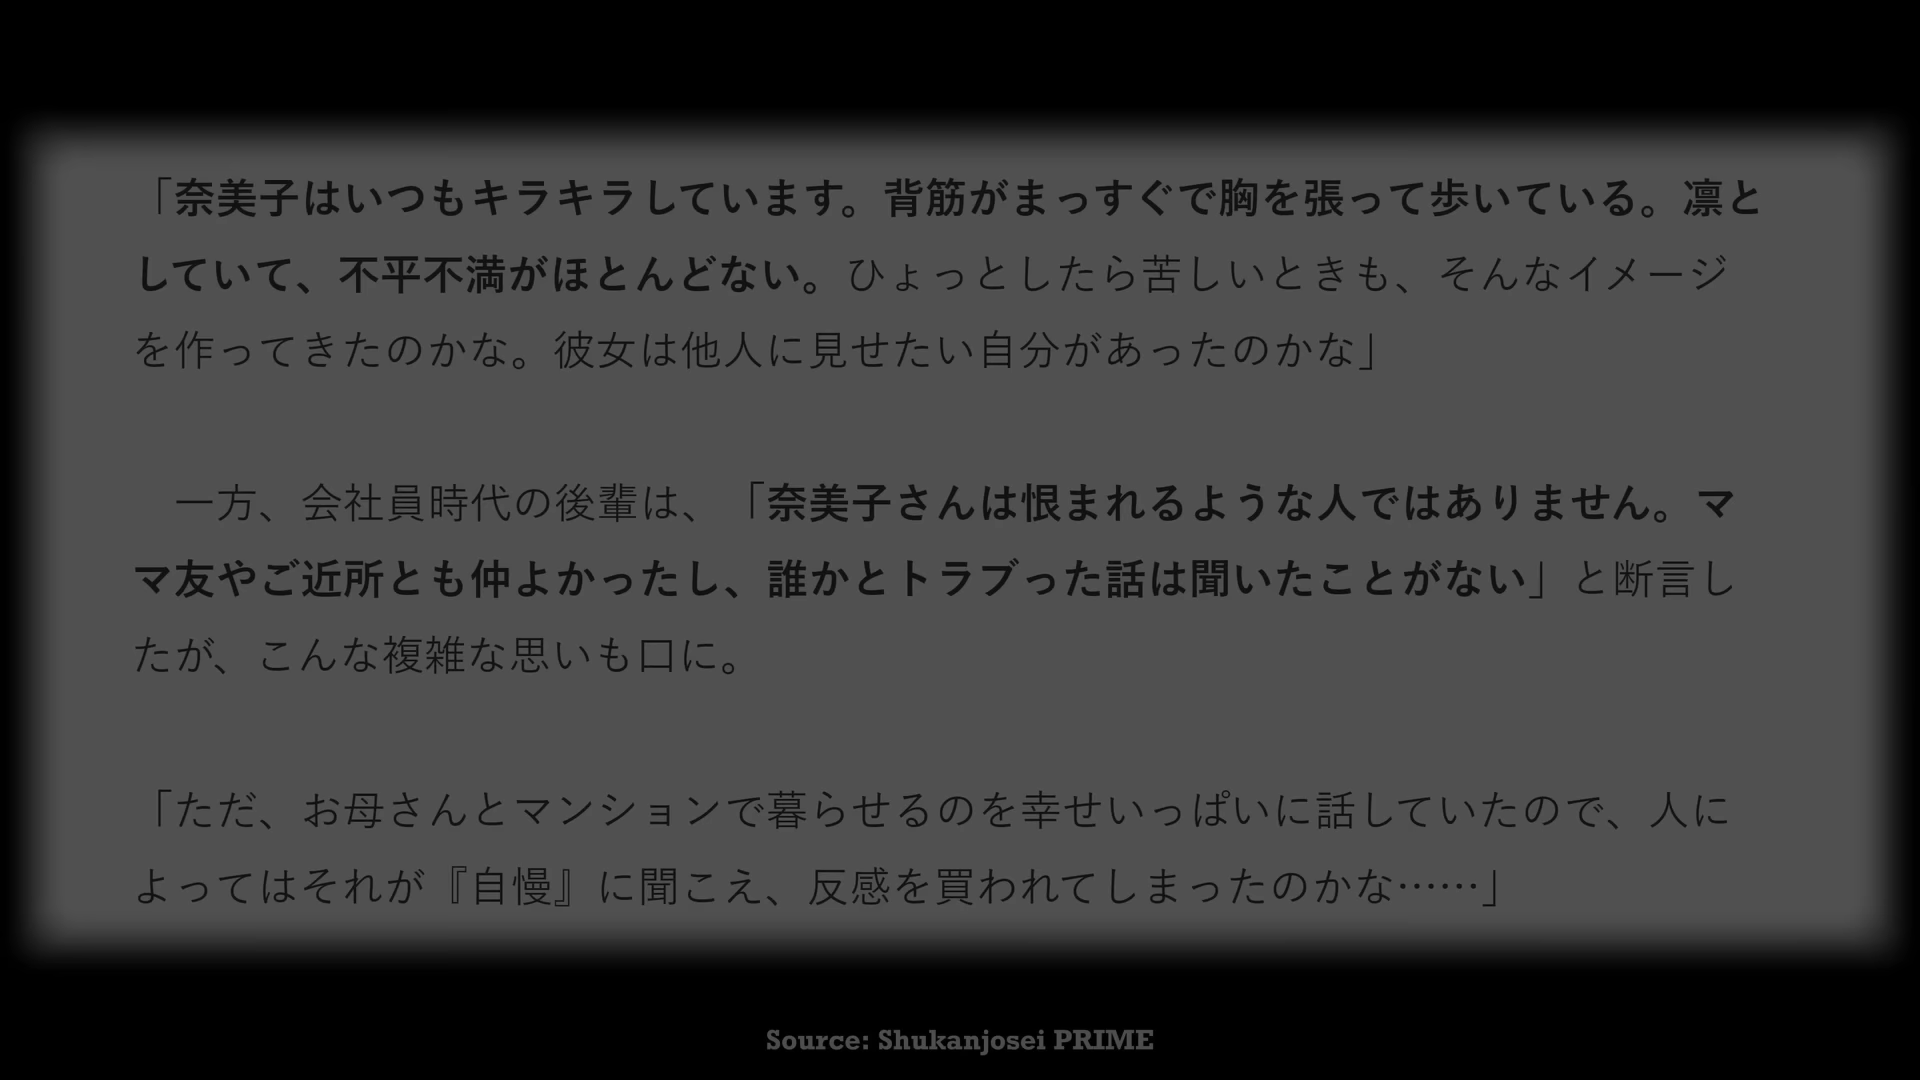 「奈美子はいつもキラキラしています。背筋がまっすぐで胸を張って歩いている。凛と
していて、不平不満がほとんどない。ひょっとしたら苦しいときも、そんなイメージ
を作ってきたのかな。彼女は他人に見せたい自分があったのかな」
一方、会社員時代の後輩は、「奈美子さんは恨まれるような人ではありません。マ
マ友やご近所とも仲よかったし、誰かとトラブった話は聞いたことがない」と断言し
たが、こんな複雑な思いも口に。
「ただ、お母さんとマンションで暮らせるのを幸せいっぱいに話していたので、人に
よってはそれが『自慢』に聞こえ、反感を買われてしまったのかな……」
Source: Shukanjosei PRIME